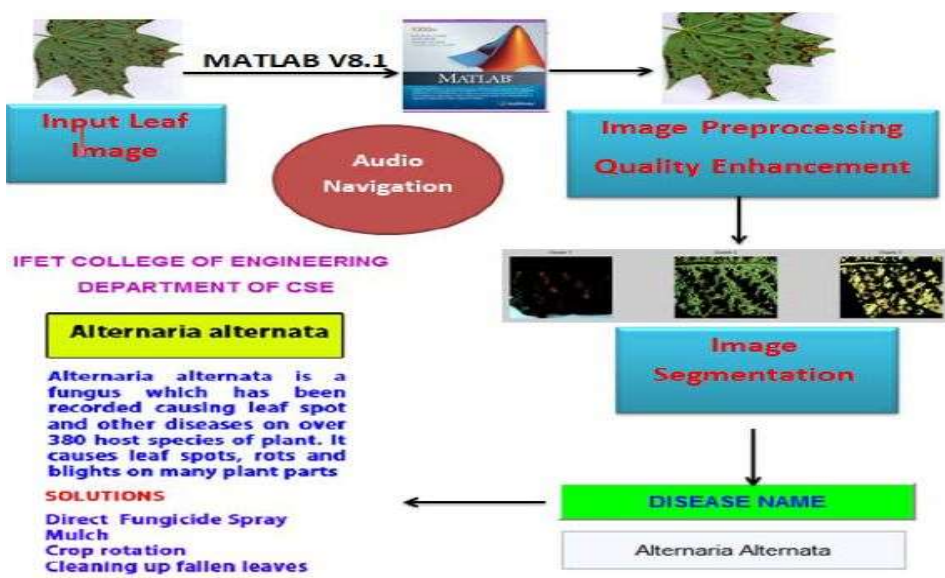 MATLAB V8.1
MATLAB
Input Leaf
Image
Audio
Navigation
Image Preprocessing
Quality Enhancement
IFET COLLEGE OF ENGINEERING
DEPARTMENT OF CSE
Alternaria alternata
Alternaria alternata is a
fungus which has been
recorded causing leaf spot
and other diseases on over
380 host species of plant. It
causes leaf spots, rots and
blights on many plant parts
SOLUTIONS
Direct Fungicide Spray
Mulch
Crop rotation
Cleaning up fallen leaves
Image
Segmentation
DISEASE NAME
Alternaria Alternata